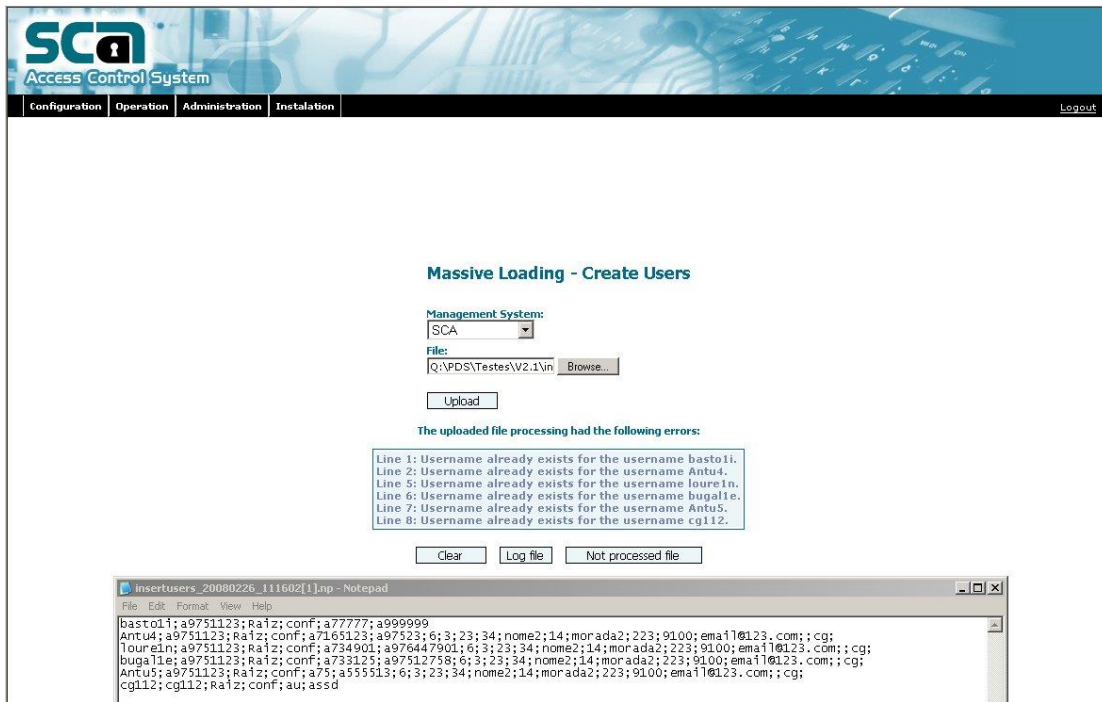 SCA
Access Control System
Configuration Operation Administration Instalation Logout
Massive Loading - Create Users
Management System:
SCA
File:
Q:\PDS\Testes\V2.1\in Browse...
Upload
The uploaded file processing had the following errors:
Line 1: Username already exists for the username basto1i.
Line 2: Username already exists for the username Antu4.
Line 5: Username already exists for the username loure1n.
Line 6: Username already exists for the username bugal1e.
Line 7: Username already exists for the username Antu5.
Line 8: Username already exists for the username cg112.
Clear Log file Not processed file
insertusers_20080226_111602[1].np - Notepad
File Edit Format View Help
basto1i;a9751123;Raiz;conf;a77777;a999999
Antu4;a9751123;Raiz;conf;a7165123;a97523;6;3;23;34;nome2;14;morada2;223;9100;email@123.com;;cg;
loure1n;a9751123;Raiz;conf;a734901;a976447901;6;3;23;34;nome2;14;morada2;223;9100;email@123.com;;cg;
bugal1e;a9751123;Raiz;conf;a733125;a97512758;6;3;23;34;nome2;14;morada2;223;9100;email@123.com;;cg;
Antu5;a9751123;Raiz;conf;a75;a555513;6;3;23;34;nome2;14;morada2;223;9100;email@123.com;;cg;
cg112;cg112;Raiz;conf;au;assd